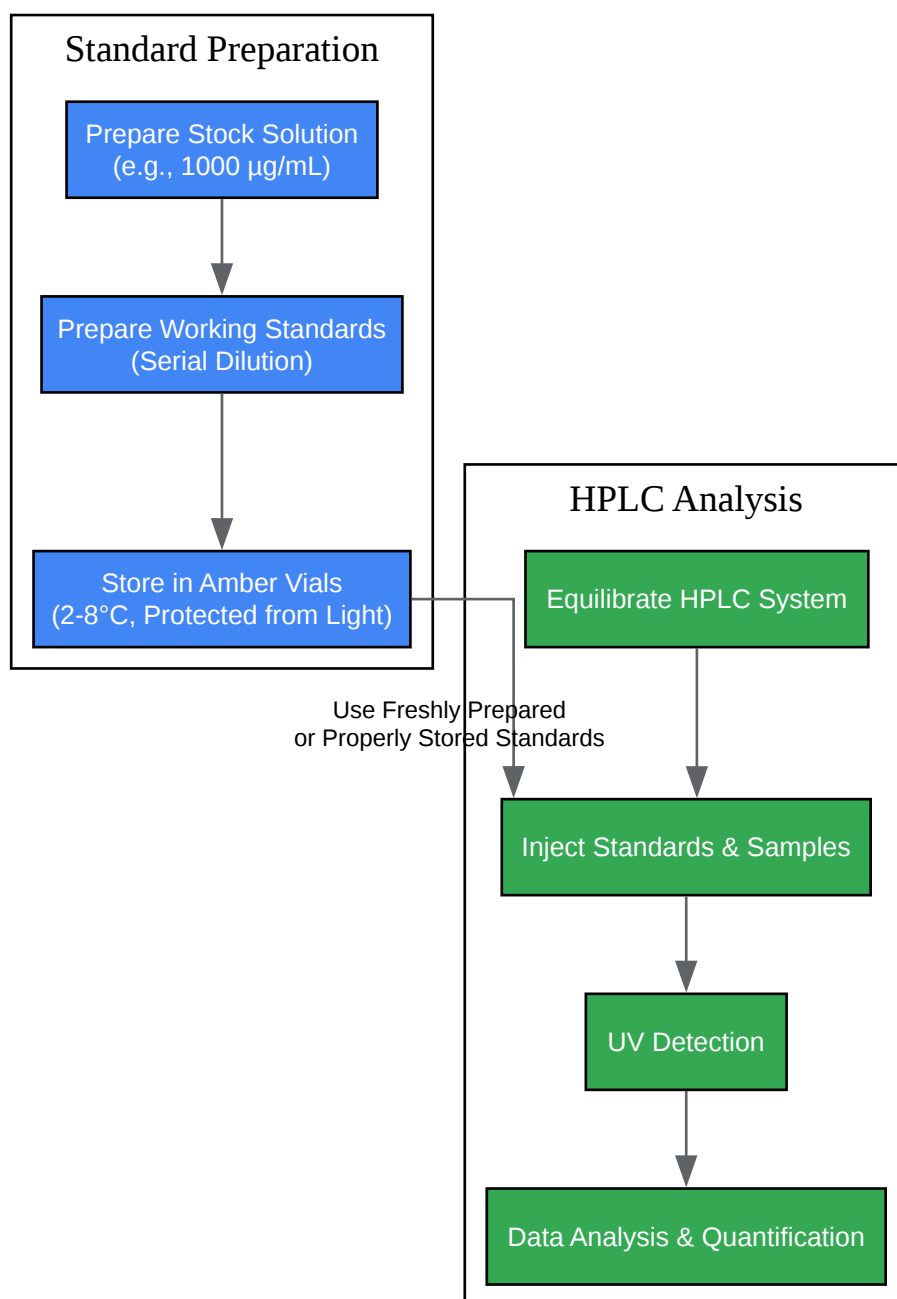 Standard Preparation
Prepare Stock Solution
(e.g., 1000 µg/mL)
Prepare Working Standards
(Serial Dilution)
Store in Amber Vials
(2-8°C, Protected from Light)
Use Freshly Prepared
or Properly Stored Standards
HPLC Analysis
Equilibrate HPLC System
Inject Standards & Samples
UV Detection
Data Analysis & Quantification